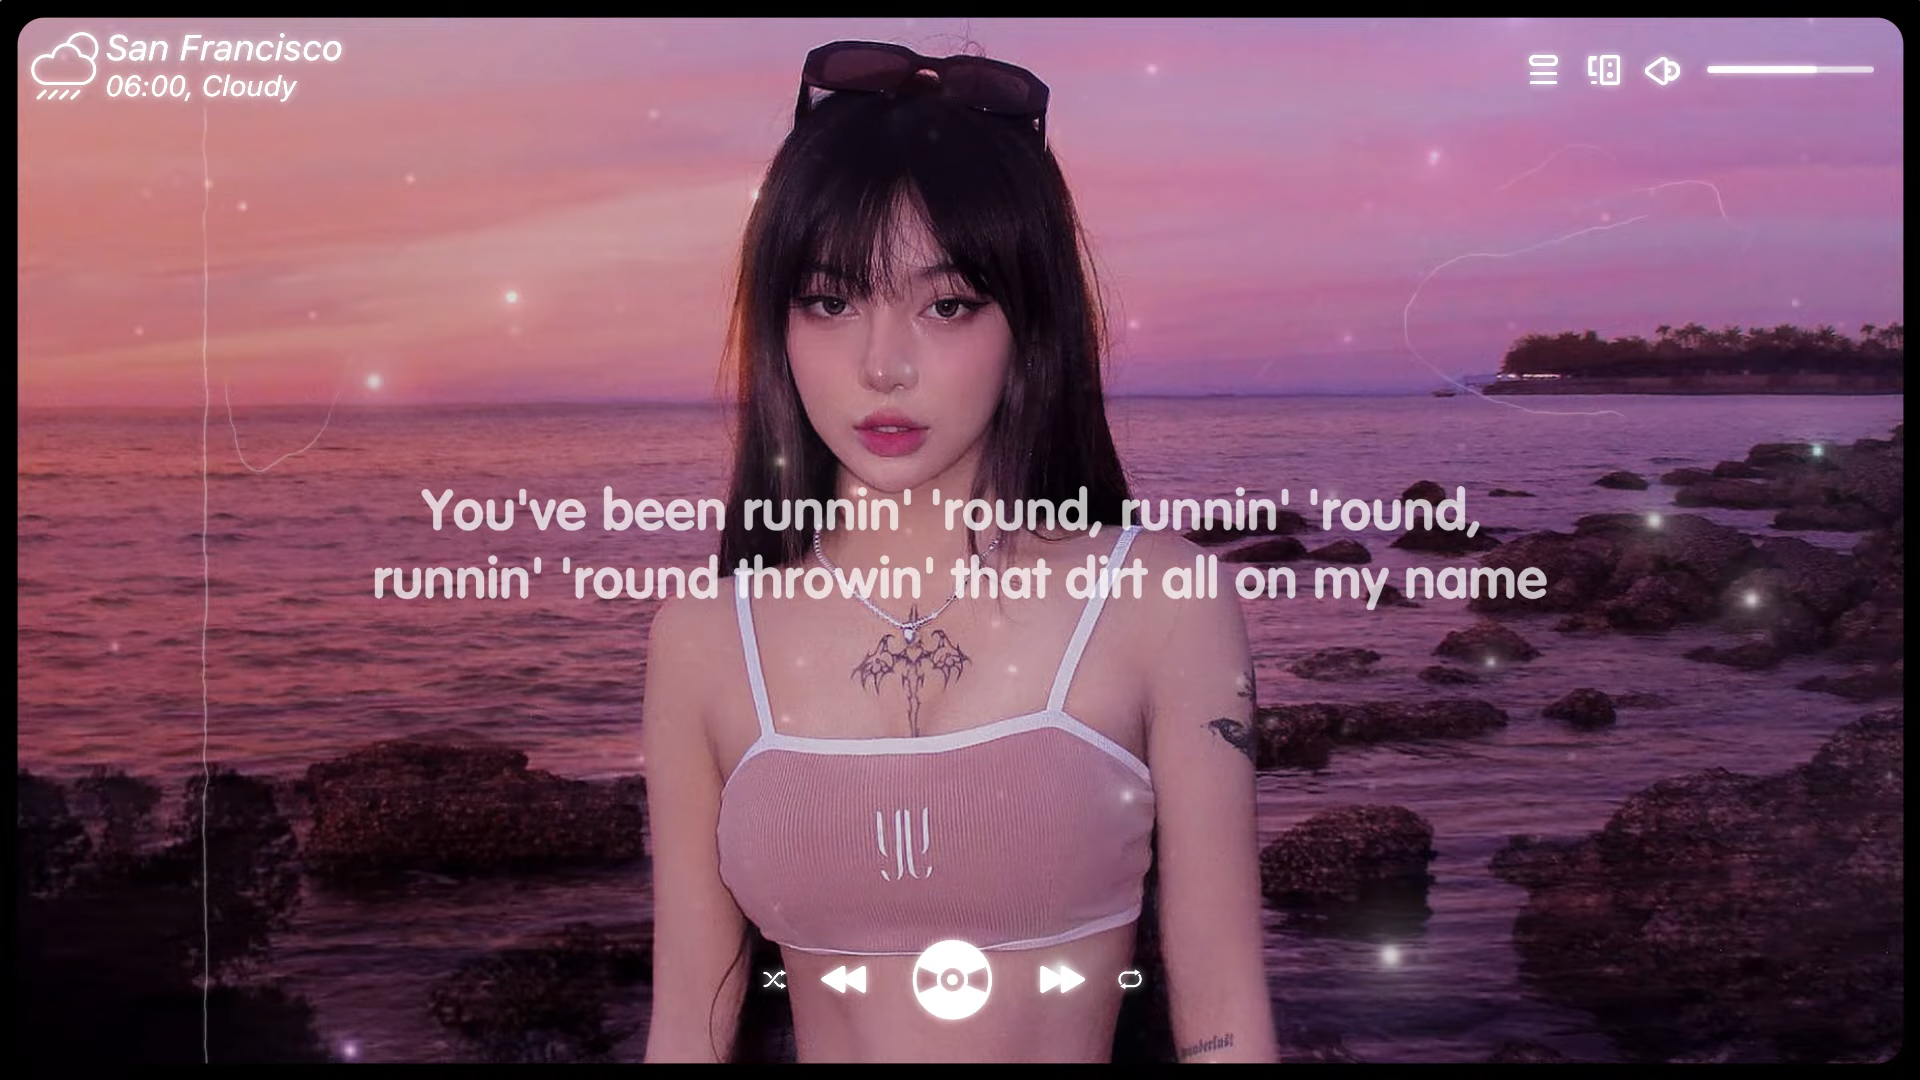 San Francisco
06:00, Cloudy
You've been runnin' 'round, runnin' 'round,
runnin' 'round throwin' that dirt all on my name
wanderlust